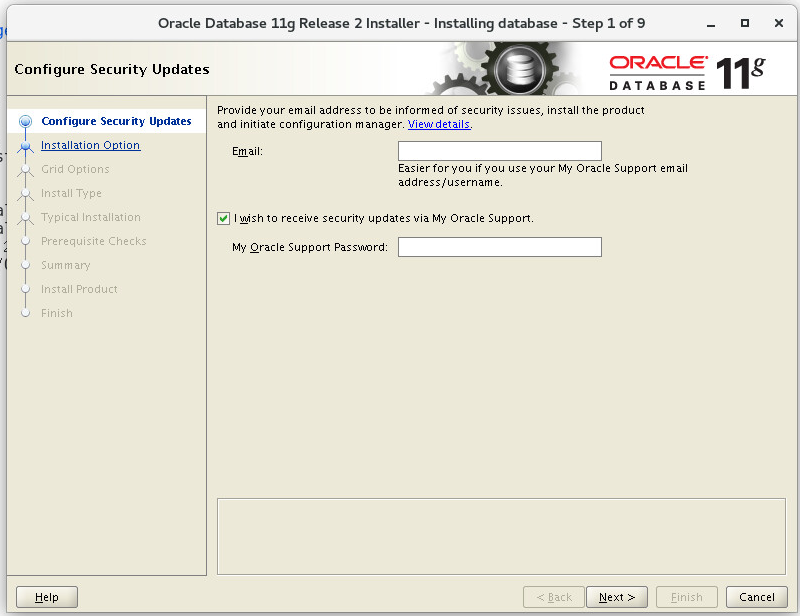 Oracle Database 11g Release 2 Installer - Installing database - Step 1 of 9
Configure Security Updates
ORACLE
DATABASE
11g
Configure Security Updates
Installation Option
Grid Options
Install Type
Typical Installation
Prerequisite Checks
Summary
Install Product
Finish
Provide your email address to be informed of security issues, install the product
and initiate configuration manager. View details.
Email:
Easier for you if you use your My Oracle Support email
address/username.
I wish to receive security updates via My Oracle Support.
My Oracle Support Password:
Help
< Back
Next >
Finish
Cancel